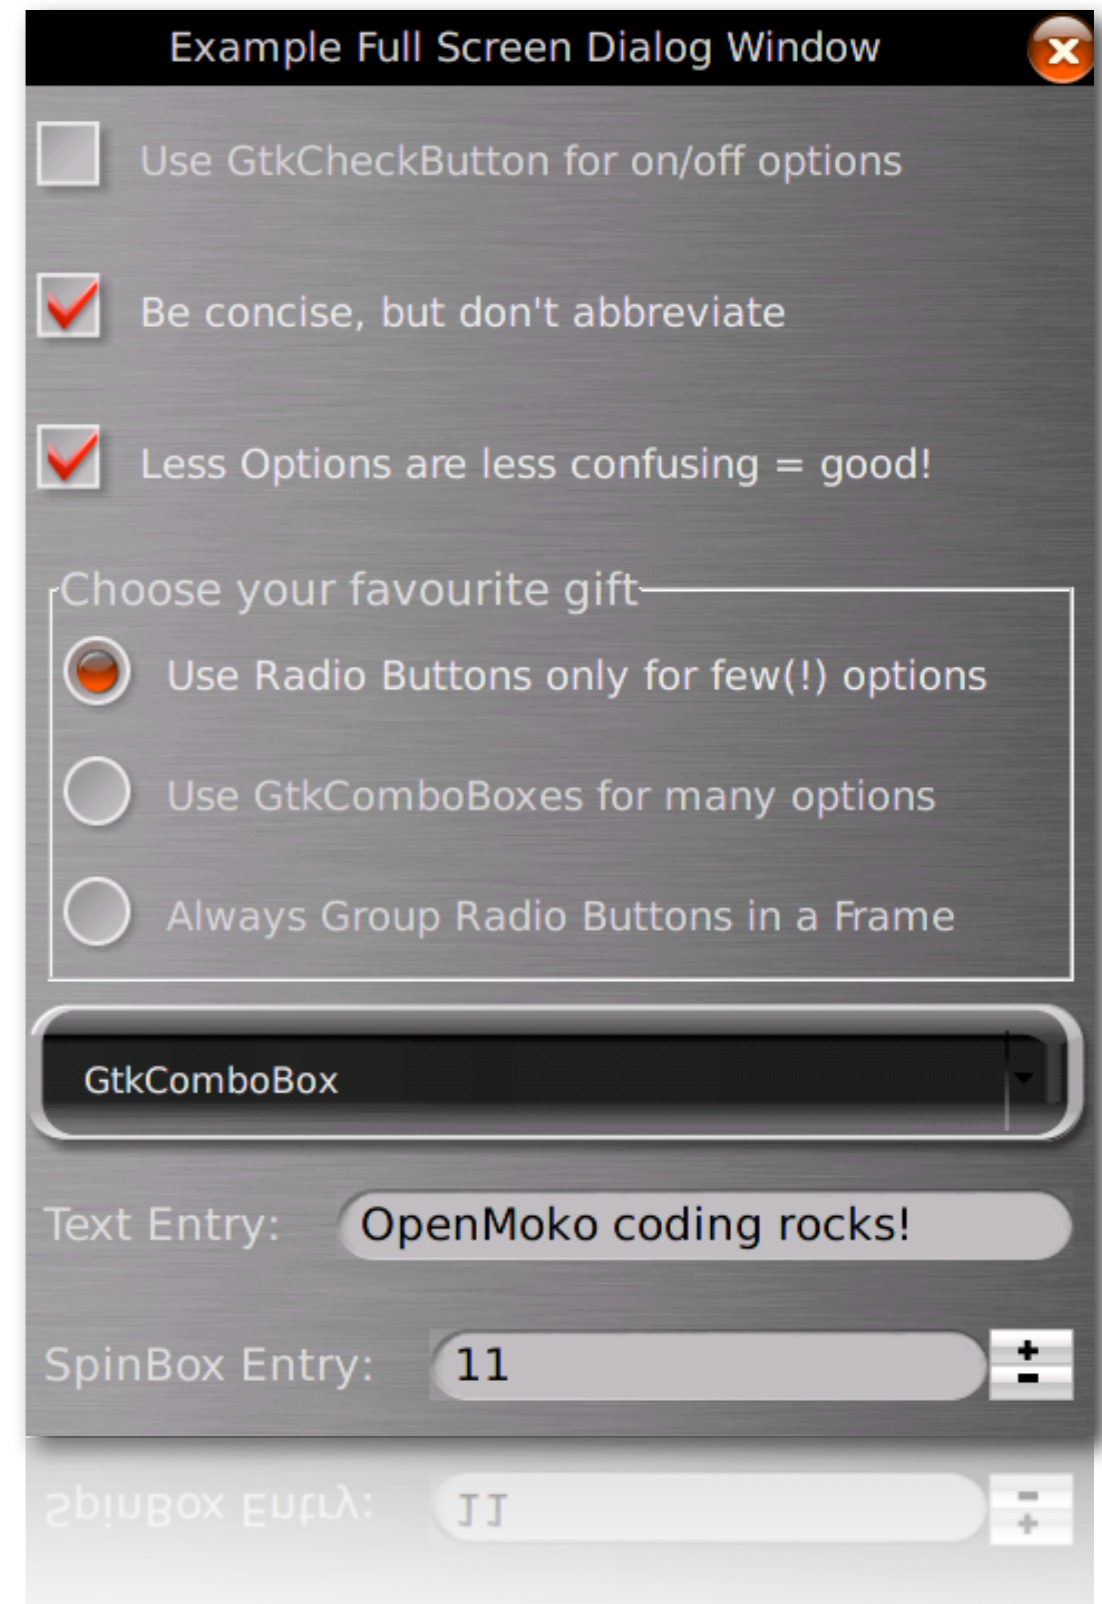 Example Full Screen Dialog Window
Use GtkCheckButton for on/off options
Be concise, but don't abbreviate
Less Options are less confusing = good!
Choose your favourite gift
Use Radio Buttons only for few(!) options
Use GtkComboBoxes for many options
Always Group Radio Buttons in a Frame
GtkComboBox
Text Entry: OpenMoko coding rocks!
SpinBox Entry: 11